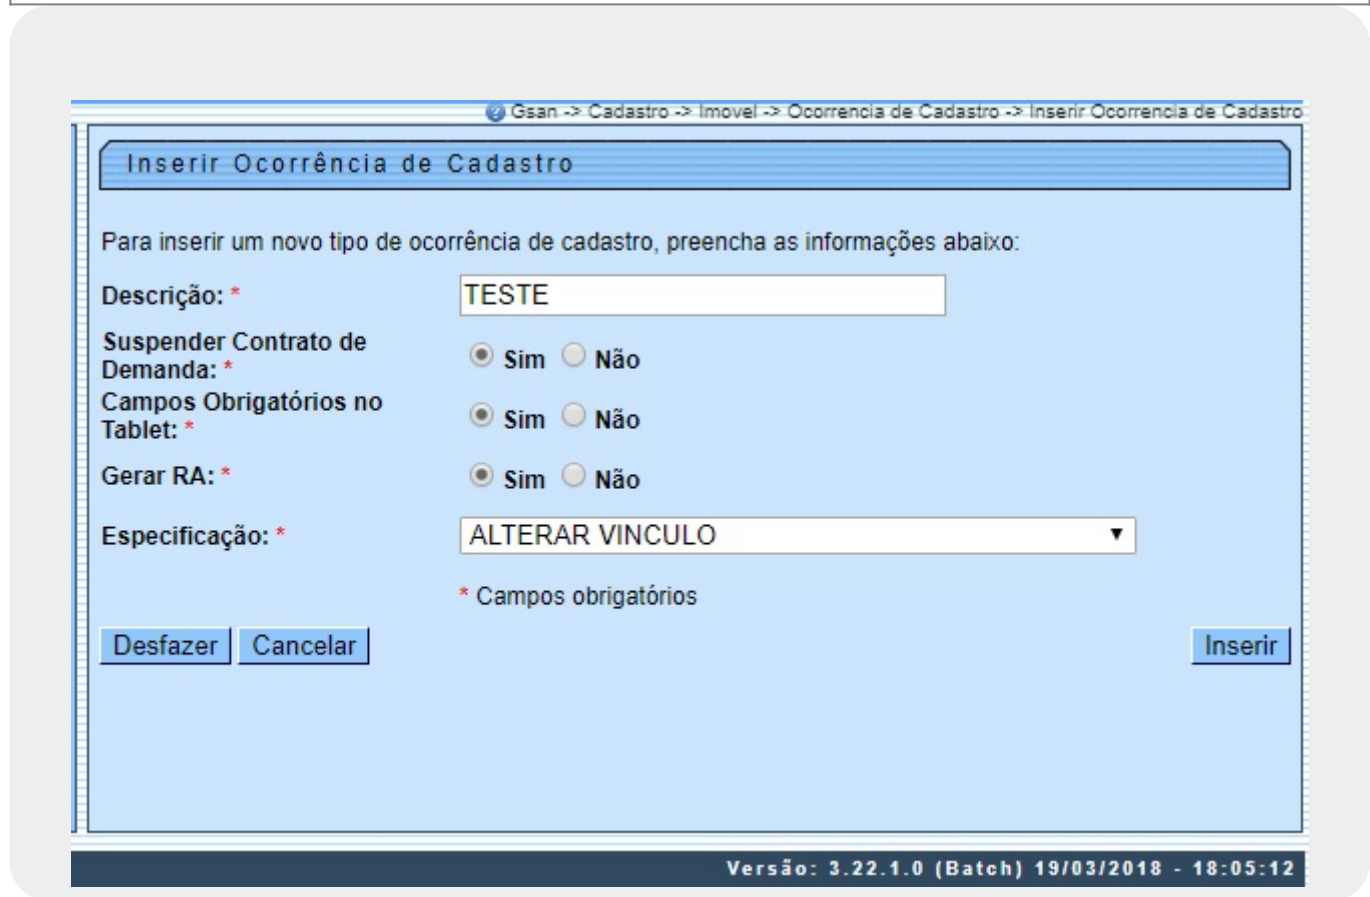 Gsan -> Cadastro -> Imovel -> Ocorrencia de Cadastro -> Inserir Ocorrencia de Cadastro
Inserir Ocorrência de Cadastro
Para inserir um novo tipo de ocorrência de cadastro, preencha as informações abaixo:
Descrição: * TESTE
Suspender Contrato de
Demanda: * Sim Não
Campos Obrigatórios no
Tablet: * Sim Não
Gerar RA: * Sim Não
Especificação: * ALTERAR VINCULO
* Campos obrigatórios
Desfazer Cancelar Inserir
Versão: 3.22.1.0 (Batch) 19/03/2018 - 18:05:12